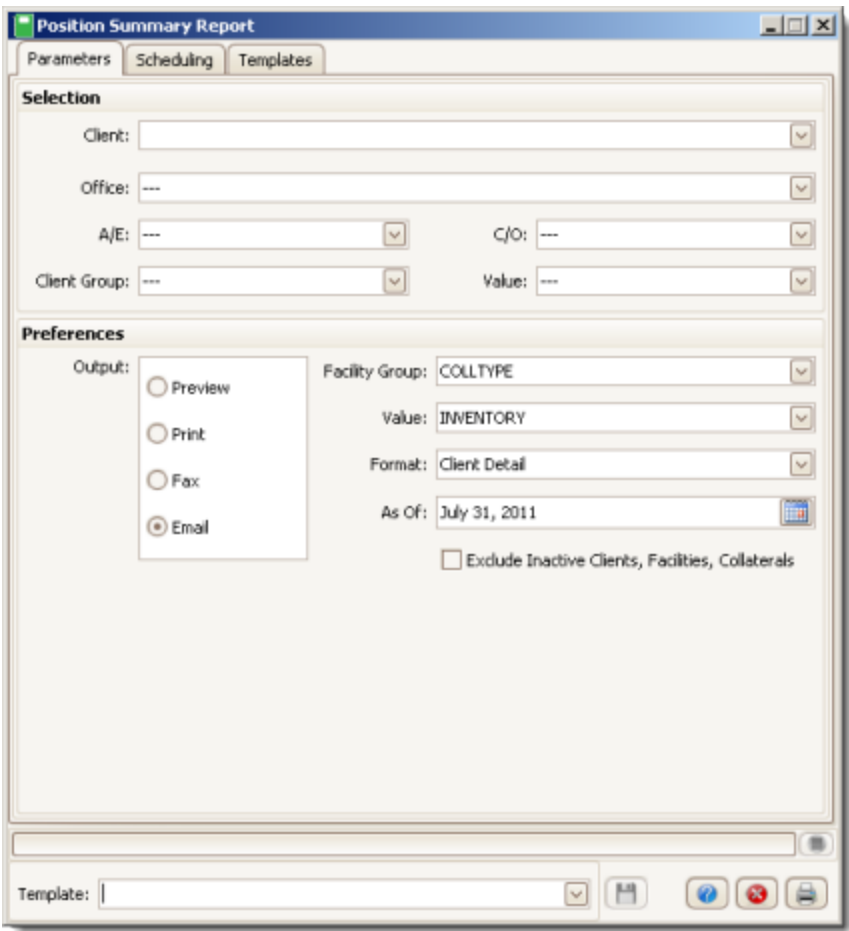 Position Summary Report
Parameters Scheduling Templates
Selection
Client:
Office: ---
A/E: --- C/O: ---
Client Group: --- Value: ---
Preferences
Output:
Preview
Print
Fax
Email
Facility Group: COLLTYPE
Value: INVENTORY
Format: Client Detail
As Of: July 31, 2011
Exclude Inactive Clients, Facilities, Collaterals
Template: